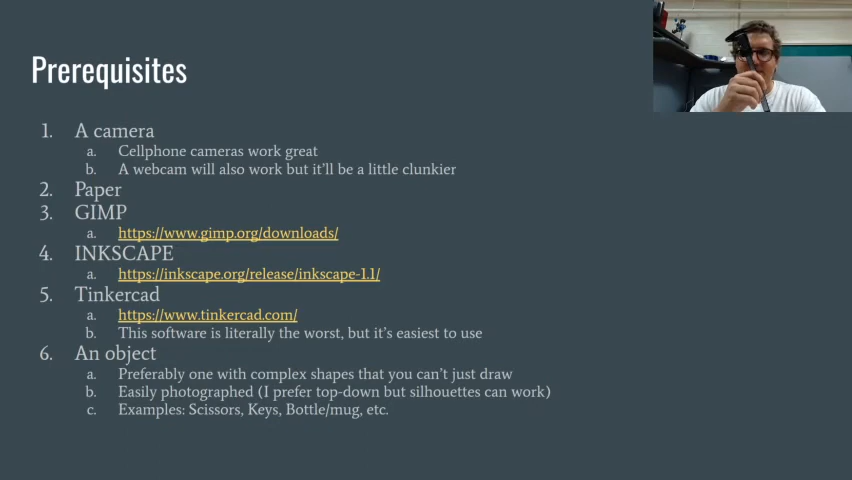 Prerequisites
1. A camera
a. Cellphone cameras work great
b. A webcam will also work but it'll be a little clunkier
2. Paper
3. GIMP
a. https://www.gimp.org/downloads/
4. INKSCAPE
a. https://inkscape.org/release/inkscape-1.1/
5. Tinkercad
a. https://www.tinkercad.com/
b. This software is literally the worst, but it's easiest to use
6. An object
a. Preferably one with complex shapes that you can't just draw
b. Easily photographed (I prefer top-down but silhouettes can work)
c. Examples: Scissors, Keys, Bottle/mug, etc.